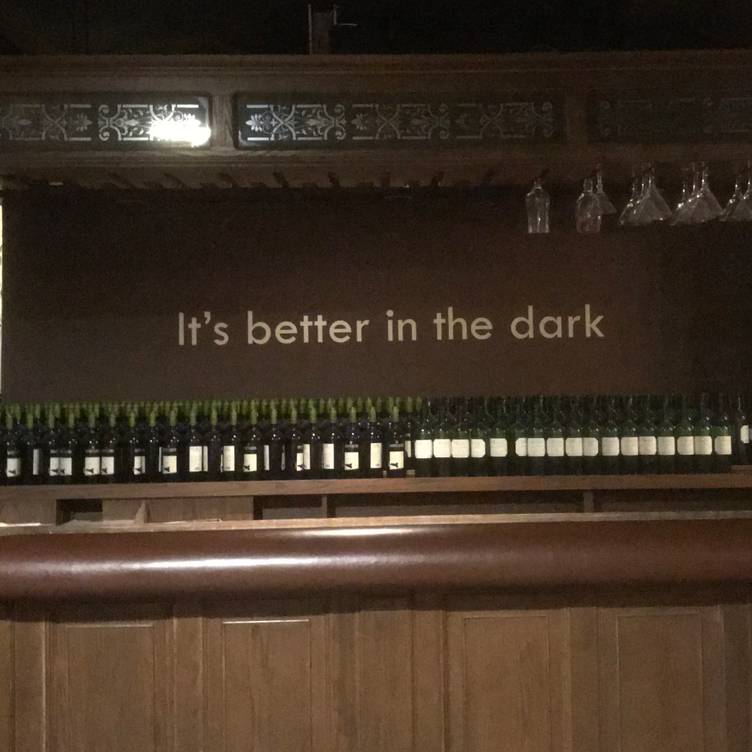 It's better in the dark